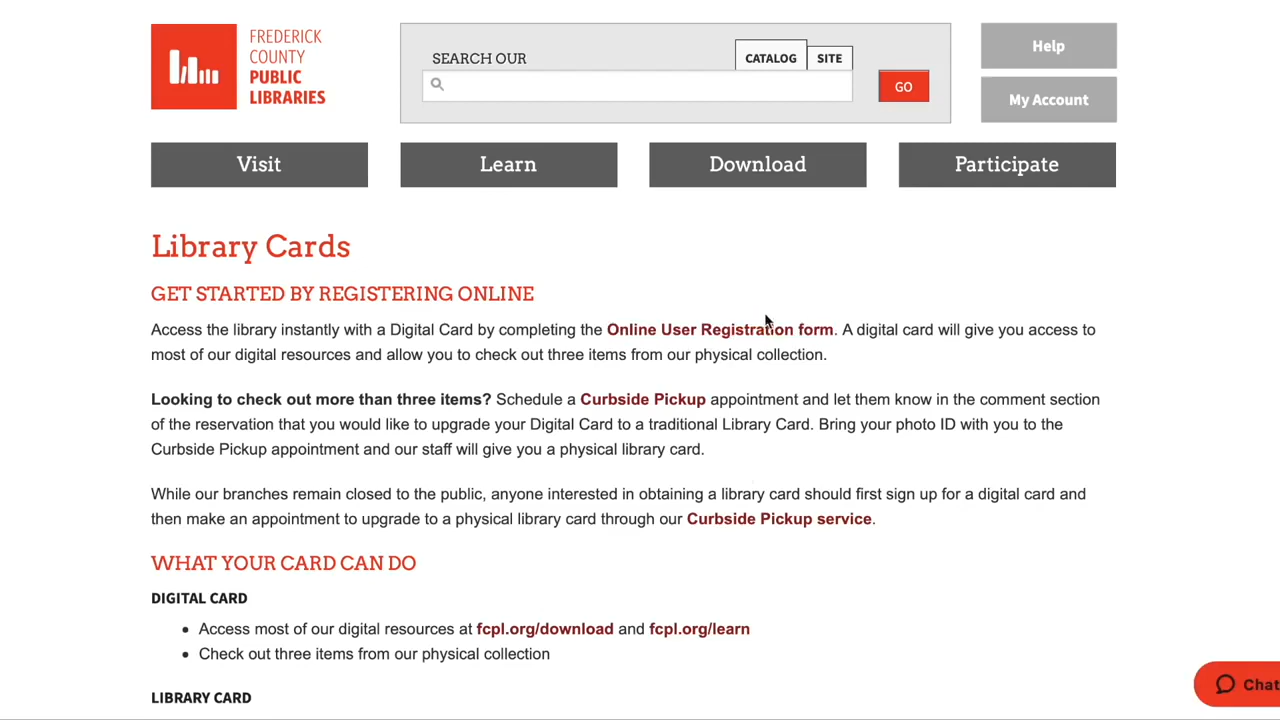 FREDERICK
COUNTY
PUBLIC
LIBRARIES
SEARCH OUR
CATALOG
SITE
GO
Help
My Account
Visit
Learn
Download
Participate
Library Cards
GET STARTED BY REGISTERING ONLINE
Access the library instantly with a Digital Card by completing the Online User Registration form. A digital card will give you access to
most of our digital resources and allow you to check out three items from our physical collection.
Looking to check out more than three items? Schedule a Curbside Pickup appointment and let them know in the comment section
of the reservation that you would like to upgrade your Digital Card to a traditional Library Card. Bring your photo ID with you to the
Curbside Pickup appointment and our staff will give you a physical library card.
While our branches remain closed to the public, anyone interested in obtaining a library card should first sign up for a digital card and
then make an appointment to upgrade to a physical library card through our Curbside Pickup service.
WHAT YOUR CARD CAN DO
DIGITAL CARD
• Access most of our digital resources at fcpl.org/download and fcpl.org/learn
• Check out three items from our physical collection
LIBRARY CARD
Chat